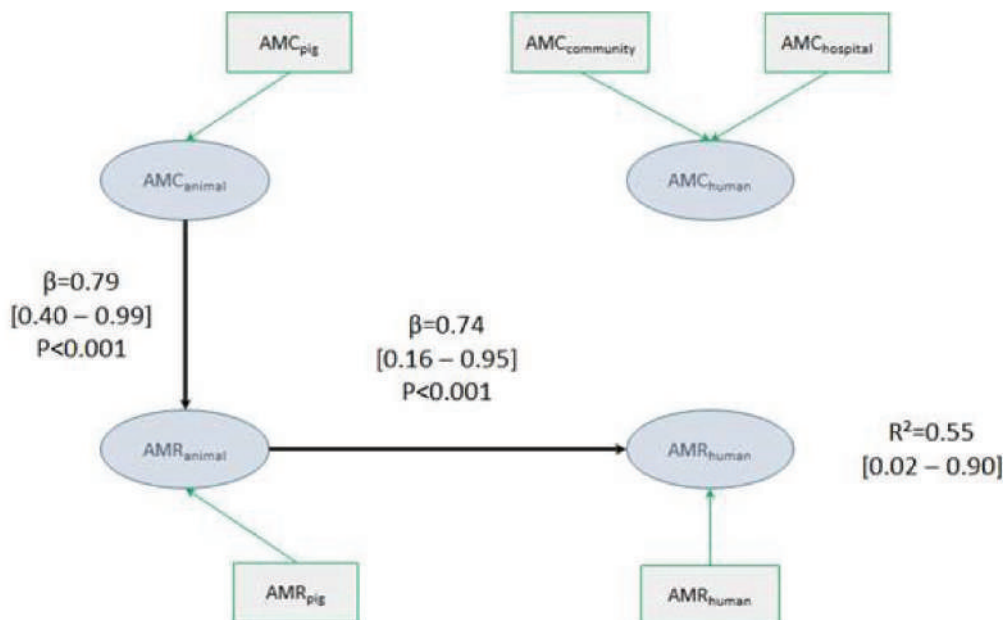 AMCpig
AMCcommunity
AMChospital
AMCanimal
AMChuman
β=0.79
[0.40 – 0.99]
P<0.001
β=0.74
[0.16 – 0.95]
P<0.001
AMRanimal
AMRhuman
R²=0.55
[0.02 – 0.90]
AMRpig
AMRhuman